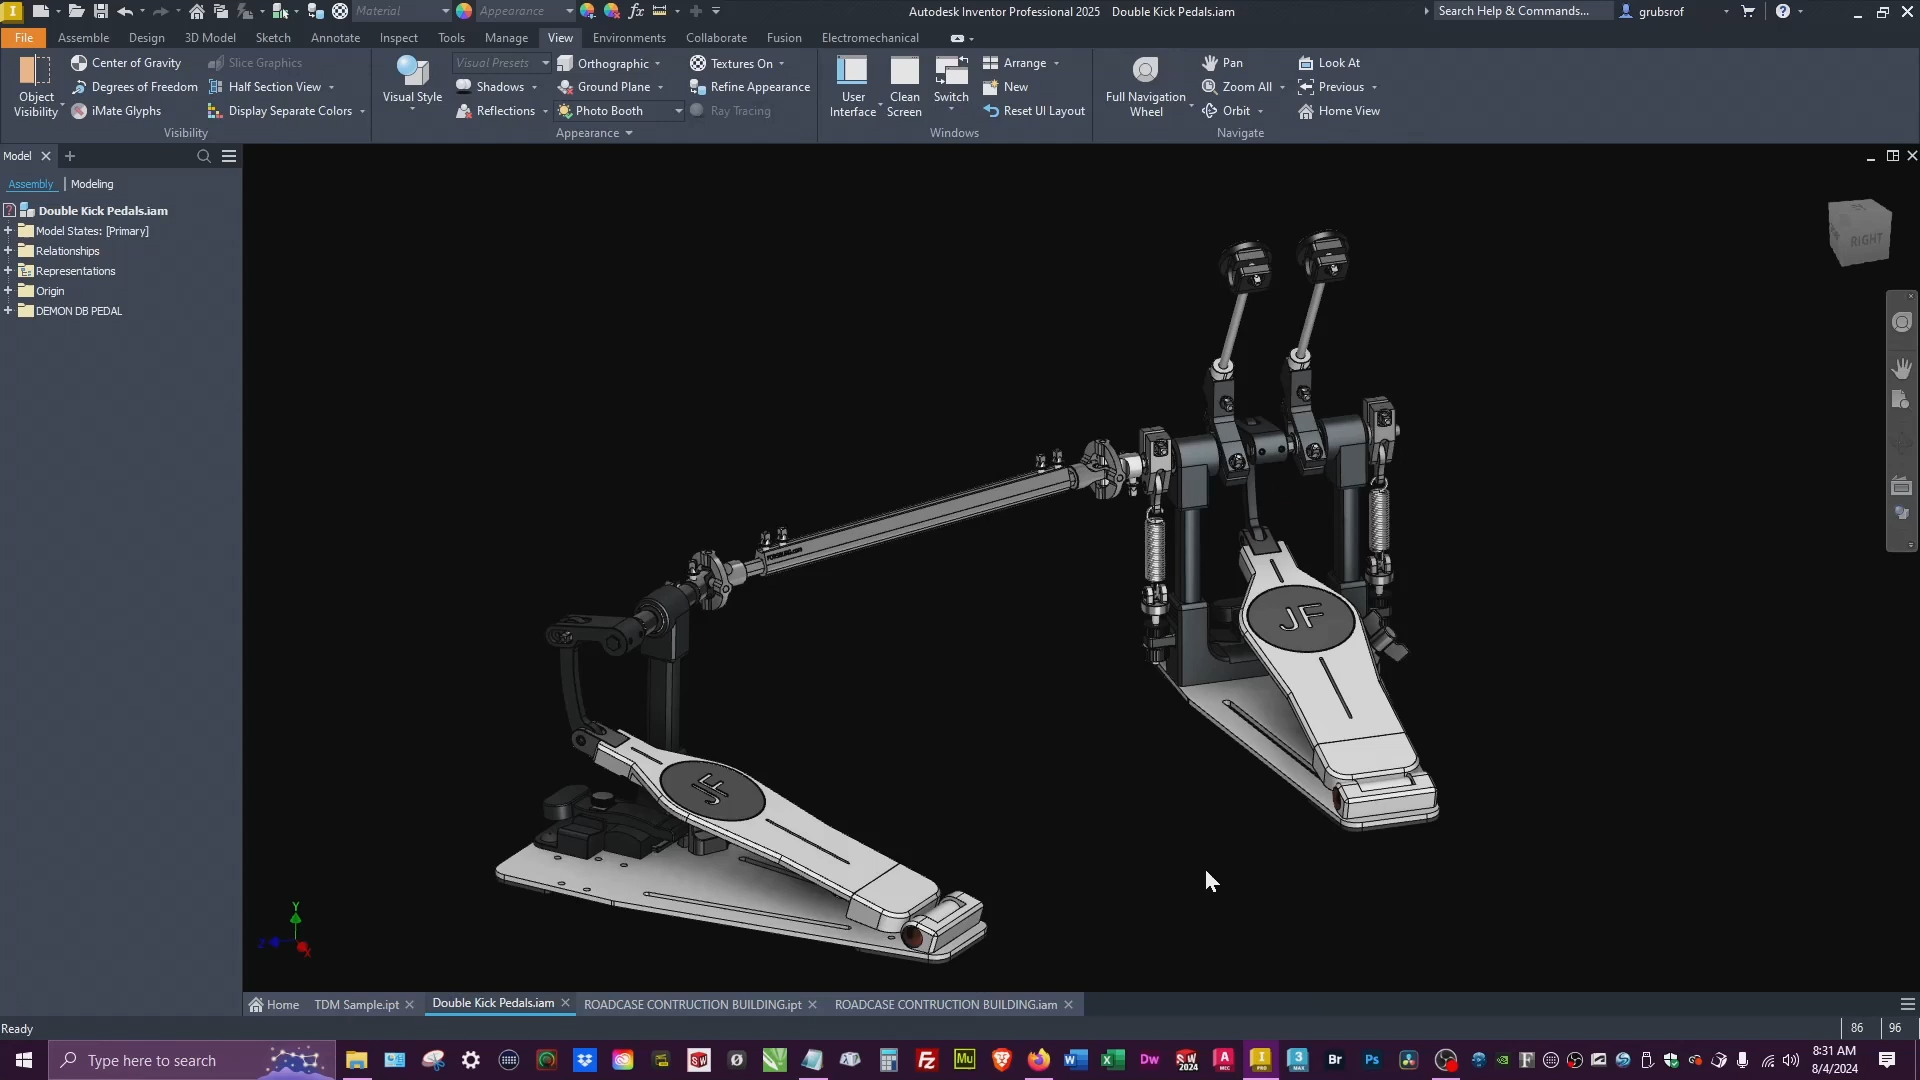 Material
Appearance
Autodesk Inventor Professional 2025 Double Kick Pedals.iam
Search Help & Commands...
grubsrof
File Assemble Design 3D Model Sketch Annotate Inspect Tools Manage View Environments Collaborate Fusion Electromechanical
Object Visibility
Center of Gravity
Degrees of Freedom
iMate Glyphs
Slice Graphics
Half Section View
Display Separate Colors
Visibility
Visual Style
Visual Presets
Shadows
Reflections
Orthographic
Ground Plane
Photo Booth
Textures On
Refine Appearance
Ray Tracing
Appearance
User Interface
Clean Screen
Switch
Arrange
New
Reset UI Layout
Windows
Full Navigation Wheel
Pan
Zoom All
Orbit
Look At
Previous
Home View
Navigate
Model
Assembly | Modeling
Double Kick Pedals.iam
Model States: [Primary]
Relationships
Representations
Origin
DEMON DB PEDAL
RIGHT
JF
JF
Y
Z
X
Home TDM Sample.ipt Double Kick Pedals.iam ROADCASE CONTRUCTION BUILDING.ipt ROADCASE CONTRUCTION BUILDING.iam
Ready
86 96
Type here to search
8:31 AM
8/4/2024